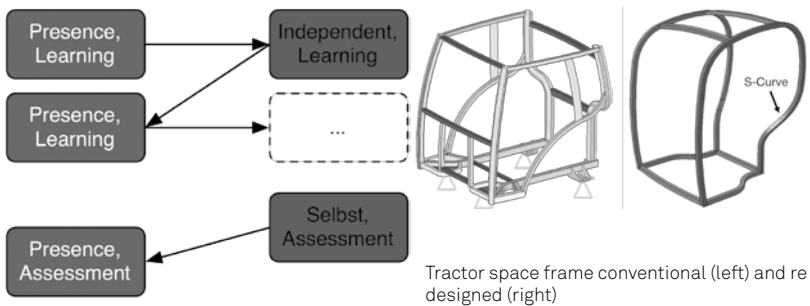 Presence,
Learning
Independent,
Learning
Presence,
Learning
...
Selbst,
Assessment
Presence,
Assessment
S-Curve
Tractor space frame conventional (left) and re
designed (right)